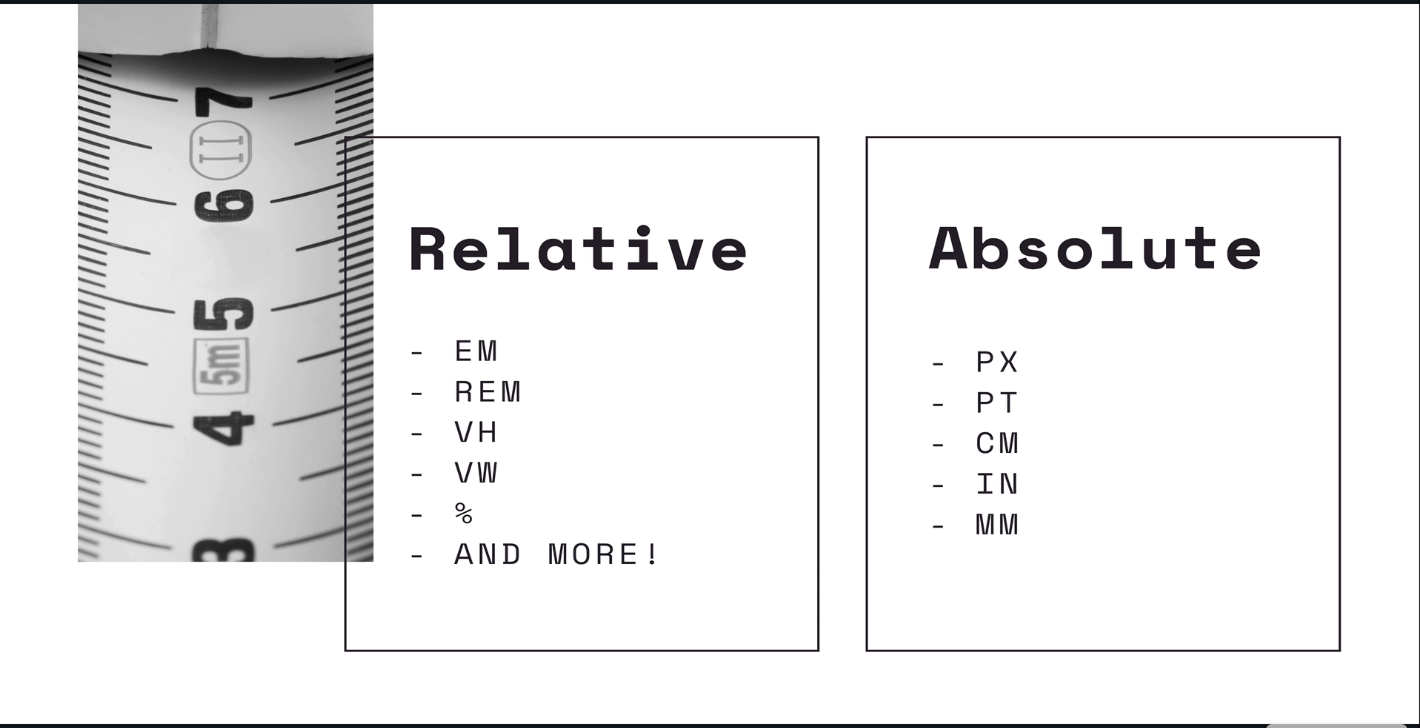 7
II
6
5
5m
4
3
Relative
- EM
- REM
- VH
- VW
- %
- AND MORE!
Absolute
- PX
- PT
- CM
- IN
- MM